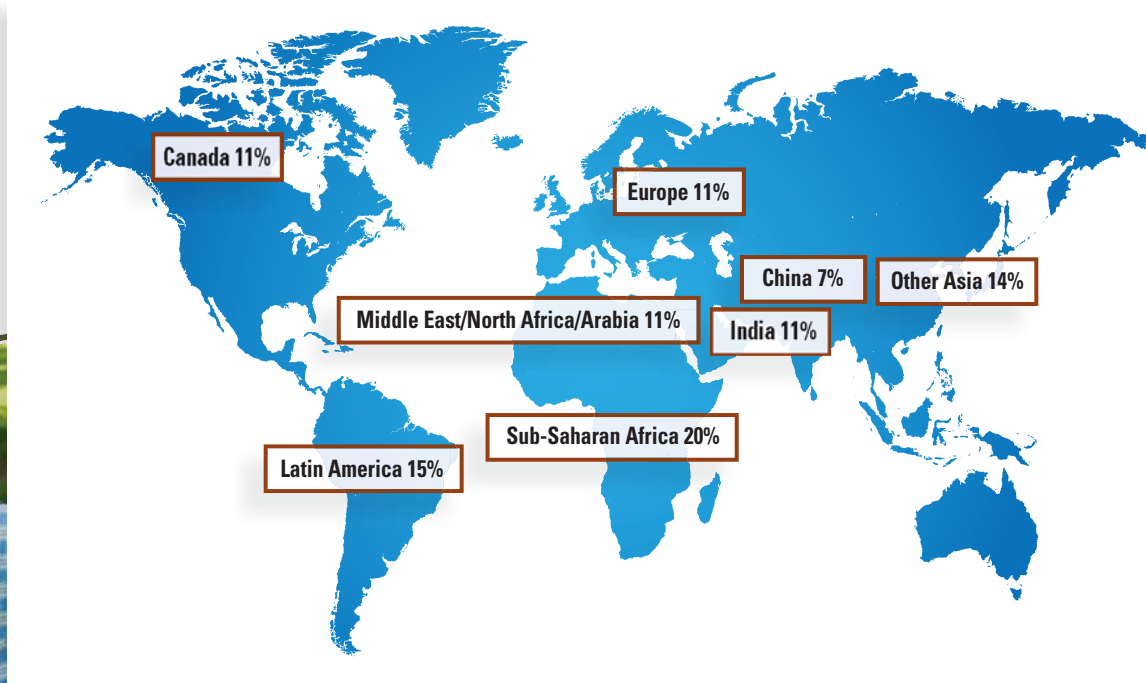 Canada 11%
Europe 11%
China 7%
Other Asia 14%
Middle East/North Africa/Arabia 11%
India 11%
Sub-Saharan Africa 20%
Latin America 15%